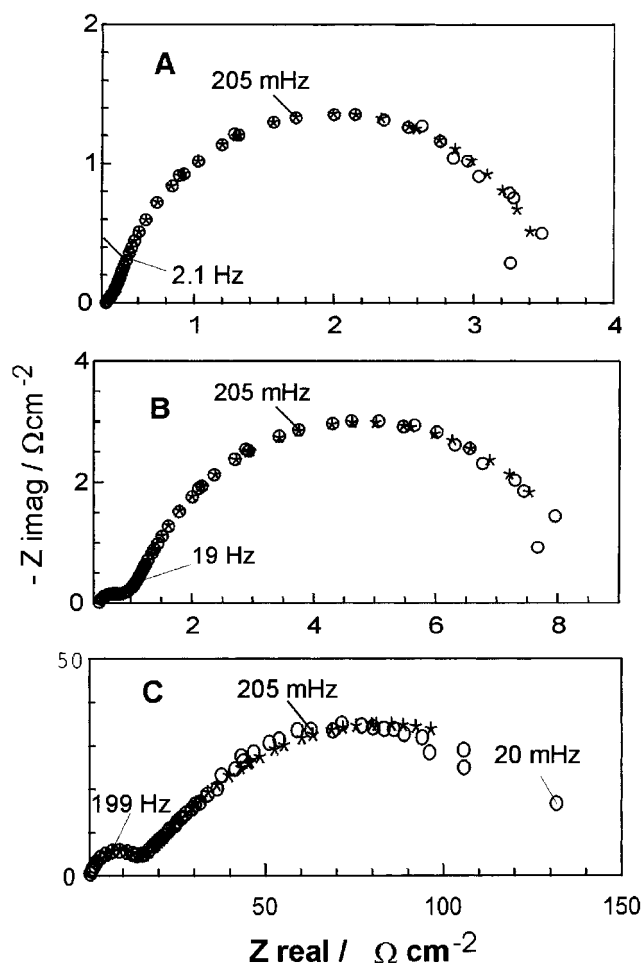 2
A
205 mHz
1
2.1 Hz
0
1 2 3 4
4
B
205 mHz
2
19 Hz
0
2 4 6 8
- Z imag / Ωcm-2
50
C
205 mHz
199 Hz
20 mHz
0
50 100 150
Z real / Ω cm-2